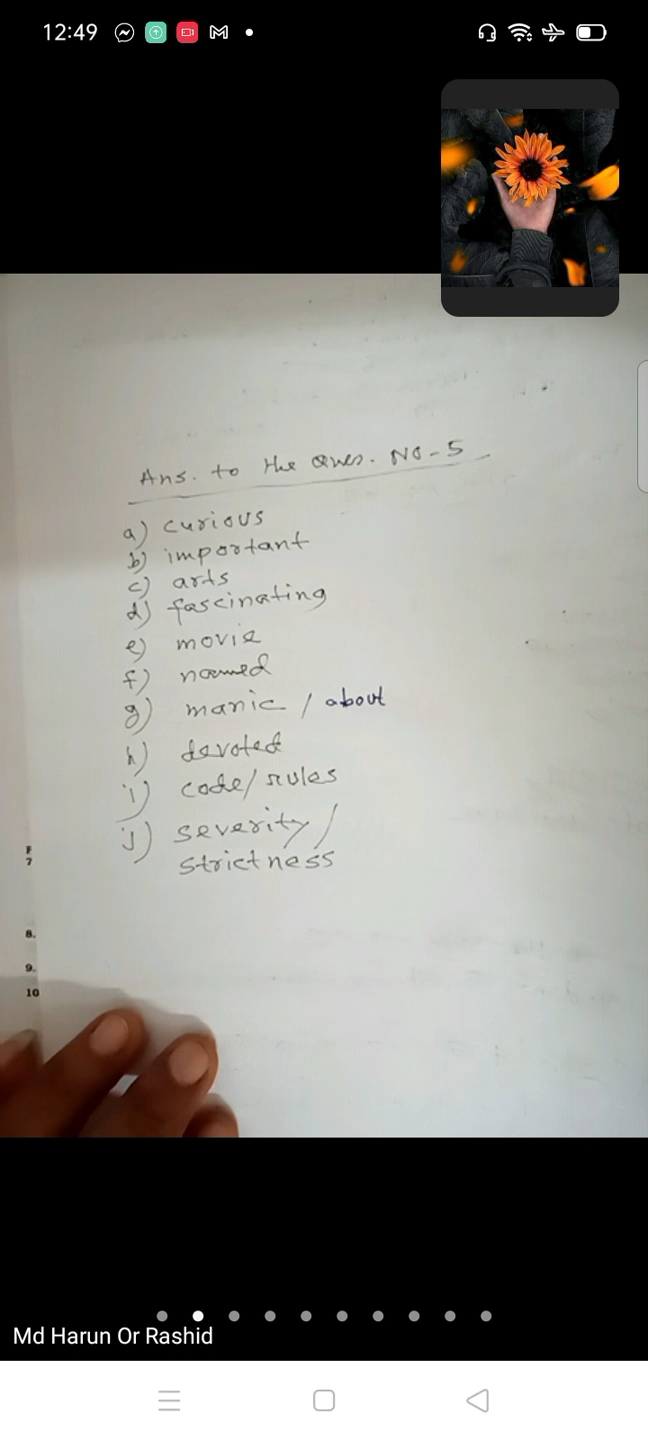 12:49
Ans. to the Ques. No-5
a) curious
b) important
c) arts
d) fascinating
e) movie
f) named
g) manic / about
h) devoted
i) code/rules
j) severity/
strictness
F
7
8.
9.
10
Md Harun Or Rashid